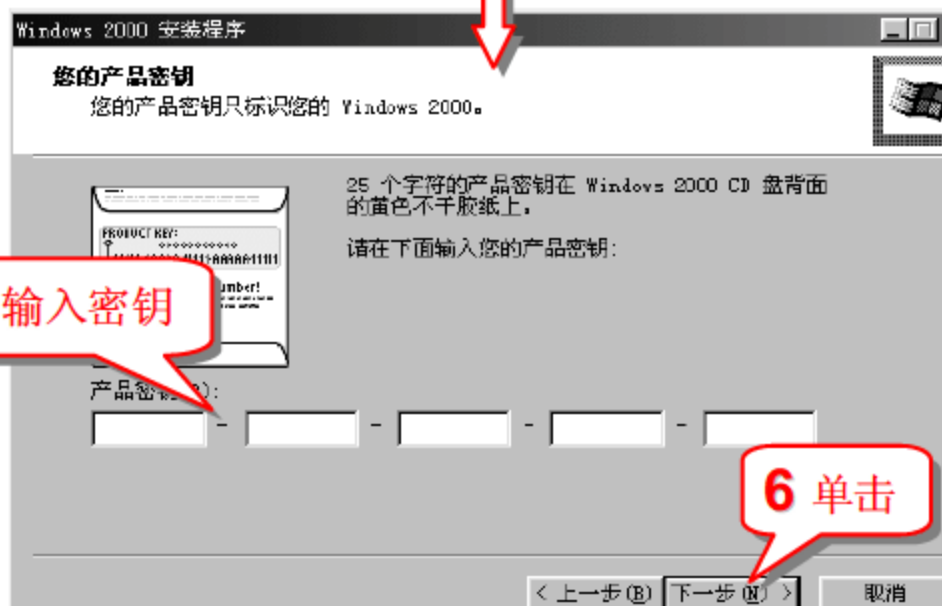 Windows 2000 安装程序
您的产品密钥
您的产品密钥只标识您的 Windows 2000。
25 个字符的产品密钥在 Windows 2000 CD 盘背面
的黄色不干胶纸上。
PRODUCT KEY:
请在下面输入您的产品密钥:
umber!
输入密钥
产品密
):
- - - -
6 单击
< 上一步(B)
下一步(N) >
取消